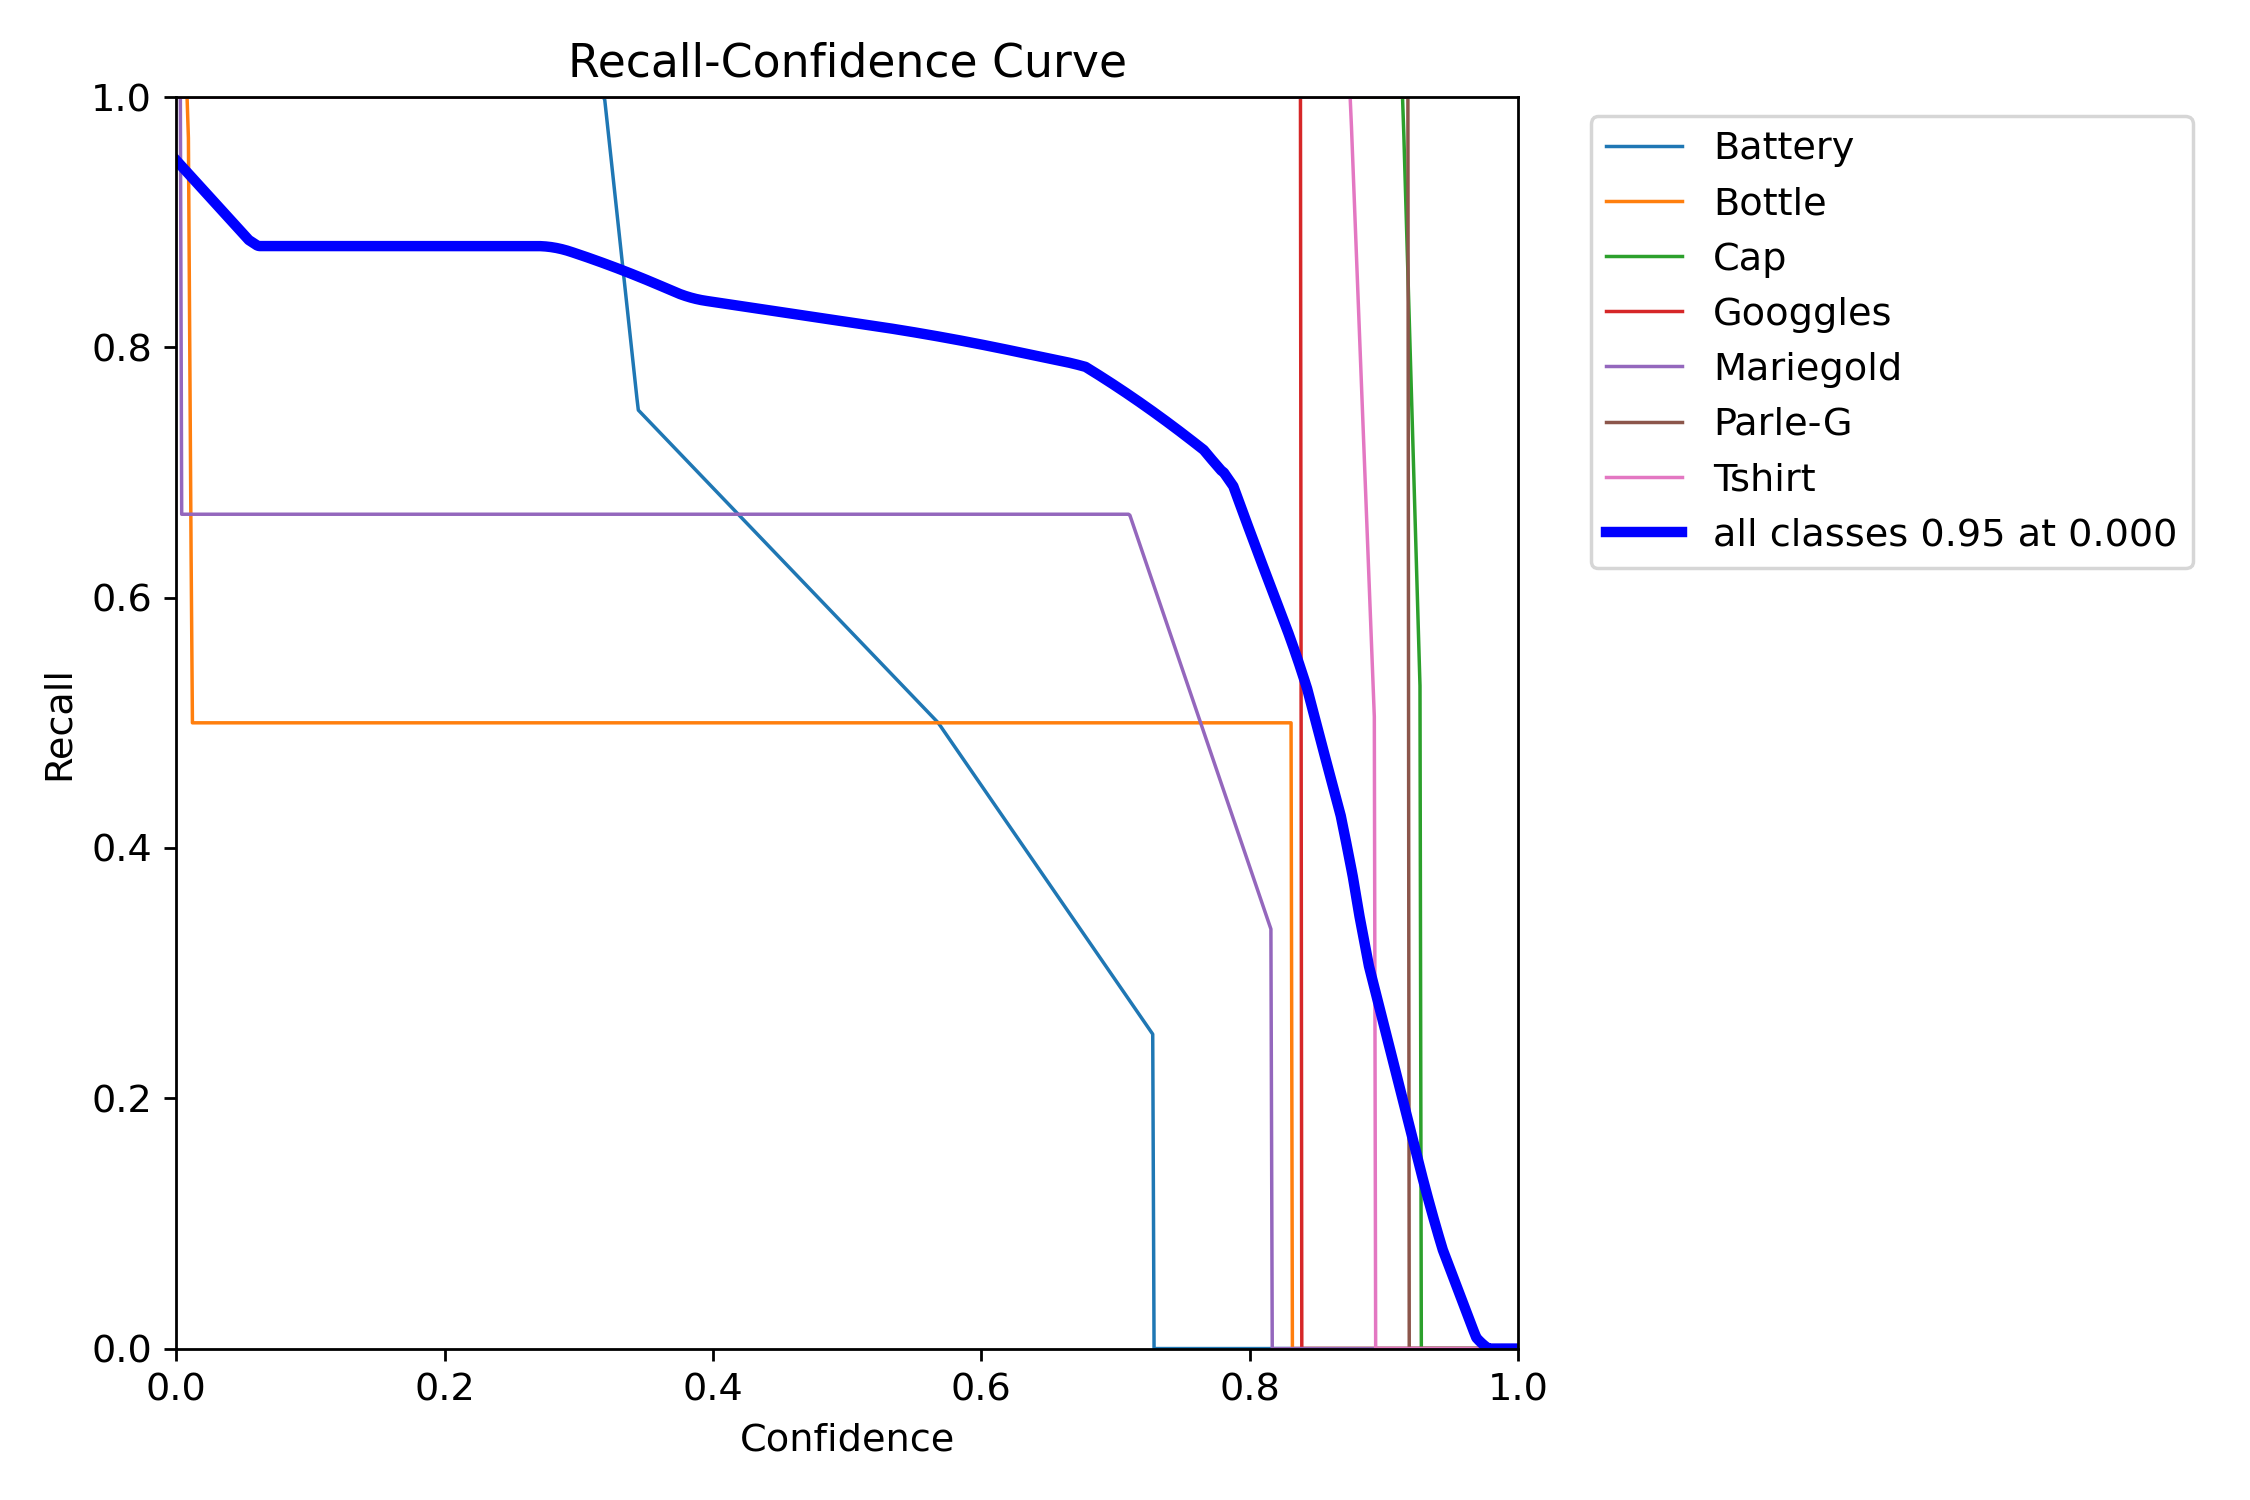 Recall-Confidence Curve
1.0
0.8
0.6
0.4
0.2
0.0
Recall
0.0 0.2 0.4 0.6 0.8 1.0
Confidence
Battery
Bottle
Cap
Googgles
Mariegold
Parle-G
Tshirt
all classes 0.95 at 0.000